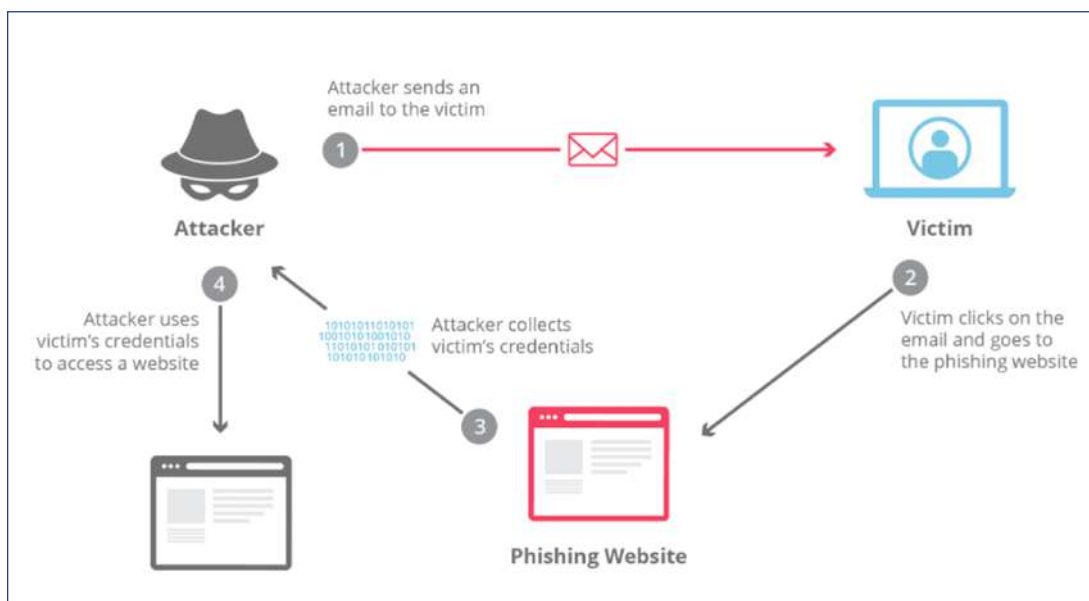 Attacker sends an
email to the victim
1
Attacker
Victim
4
2
Attacker uses
victim's credentials
to access a website
10101011010101
10010101001010
11010101010101
101010101010
Attacker collects
victim's credentials
Victim clicks on the
email and goes to
the phishing website
3
Phishing Website